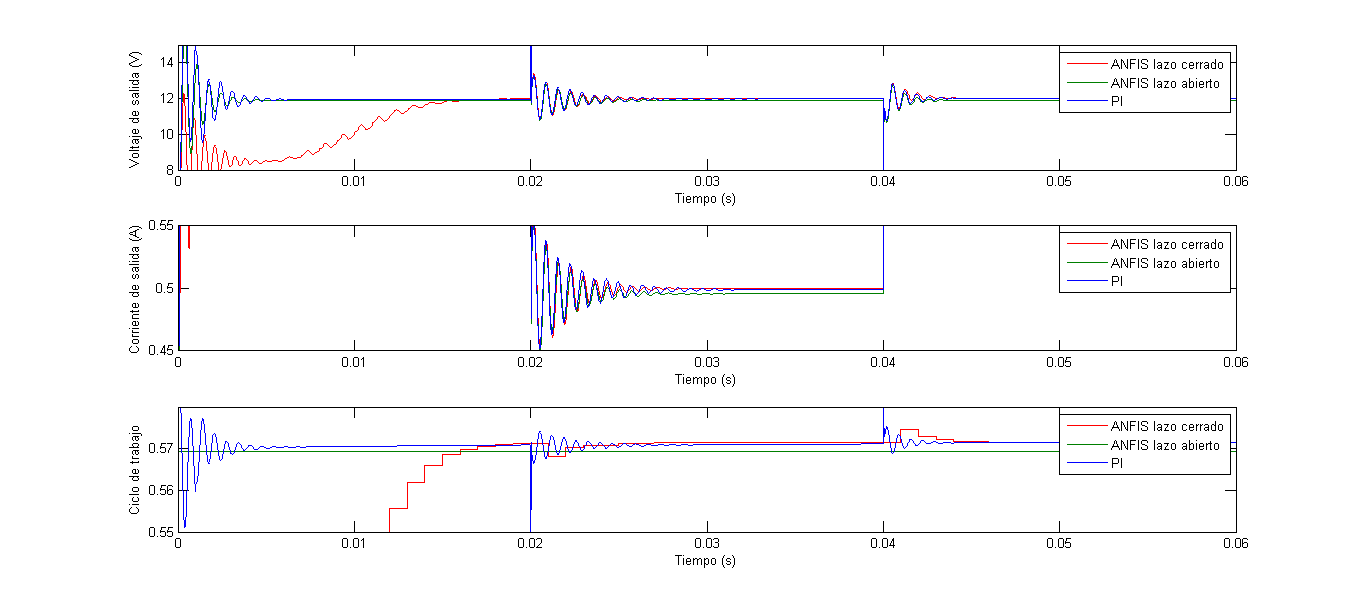 Voltaje de salida (V)
14
12
10
8
0
0.01
0.02
0.03
0.04
0.05
0.06
Tiempo (s)
ANFIS lazo cerrado
ANFIS lazo abierto
PI
Corriente de salida (A)
0.55
0.5
0.45
0
0.01
0.02
0.03
0.04
0.05
0.06
Tiempo (s)
ANFIS lazo cerrado
ANFIS lazo abierto
PI
Ciclo de trabajo
0.57
0.56
0.55
0
0.01
0.02
0.03
0.04
0.05
0.06
Tiempo (s)
ANFIS lazo cerrado
ANFIS lazo abierto
PI